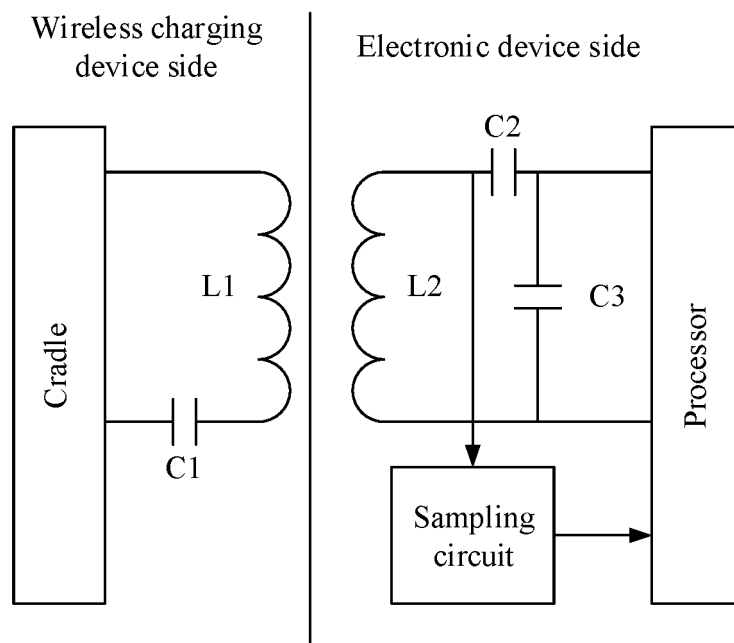 Wireless charging
device side
Electronic device side
C2
L1
L2
C3
Cradle
Processor
C1
Sampling
circuit